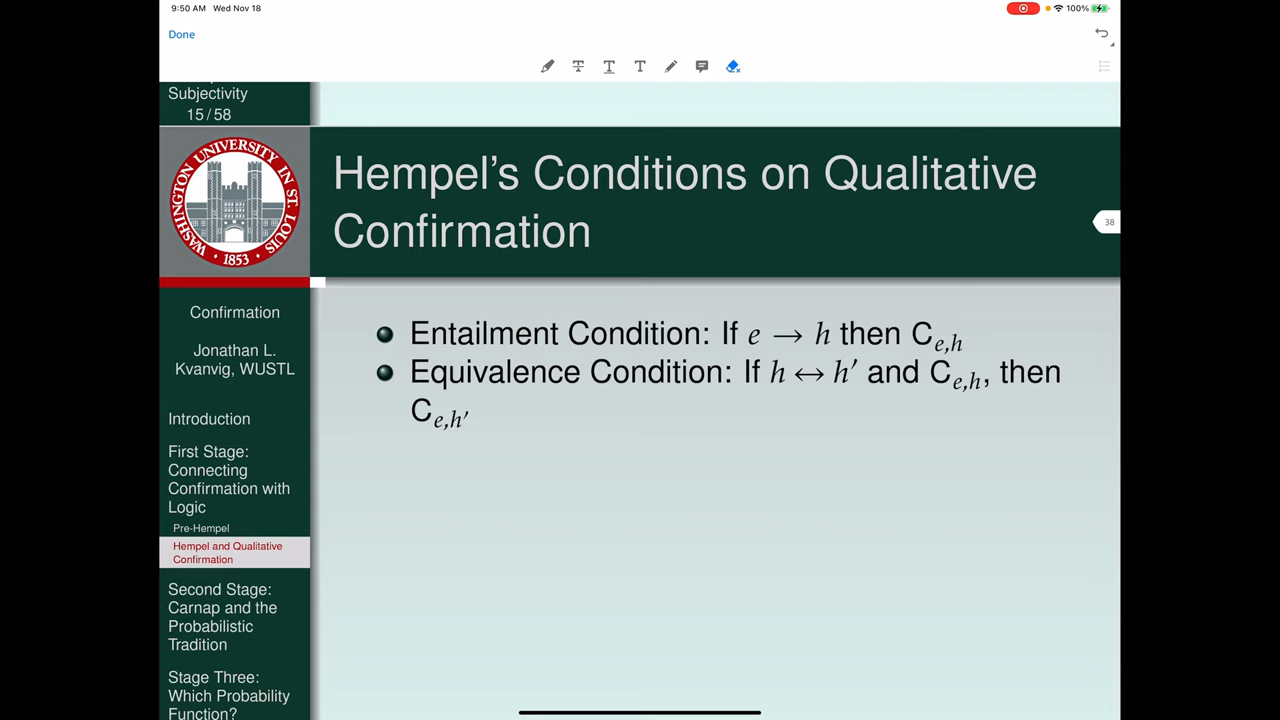 9:50 AM Wed Nov 18
100%
Done
Subjectivity
15 / 58
WASHINGTON UNIVERSITY IN ST. LOUIS
1853
Hempel's Conditions on Qualitative
Confirmation
38
Confirmation
Jonathan L.
Kvanvig, WUSTL
Introduction
First Stage:
Connecting
Confirmation with
Logic
Pre-Hempel
Hempel and Qualitative
Confirmation
Second Stage:
Carnap and the
Probabilistic
Tradition
Stage Three:
Which Probability
Function?
Entailment Condition: If e → h then C_{e,h}
Equivalence Condition: If h ↔ h′ and C_{e,h}, then
C_{e,h′}